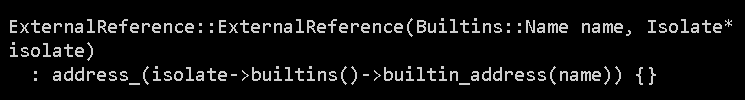 ExternalReference::ExternalReference(Builtins::Name name, Isolate*
isolate)
  : address_(isolate->builtins()->builtin_address(name)) {}